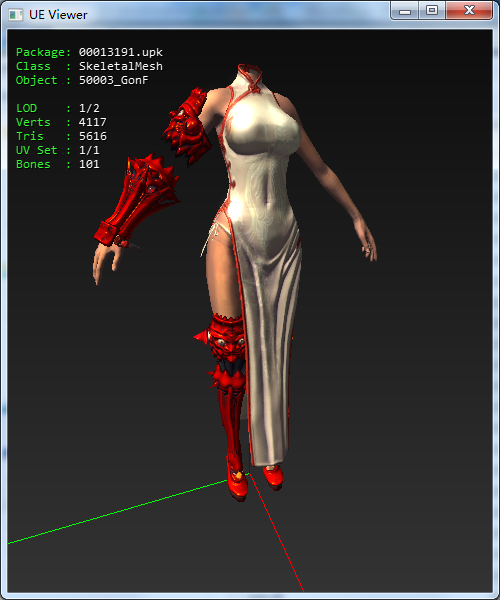 UE Viewer
Package: 00013191.upk
Class : SkeletalMesh
Object : 50003_GonF
LOD : 1/2
Verts : 4117
Tris : 5616
UV Set : 1/1
Bones : 101